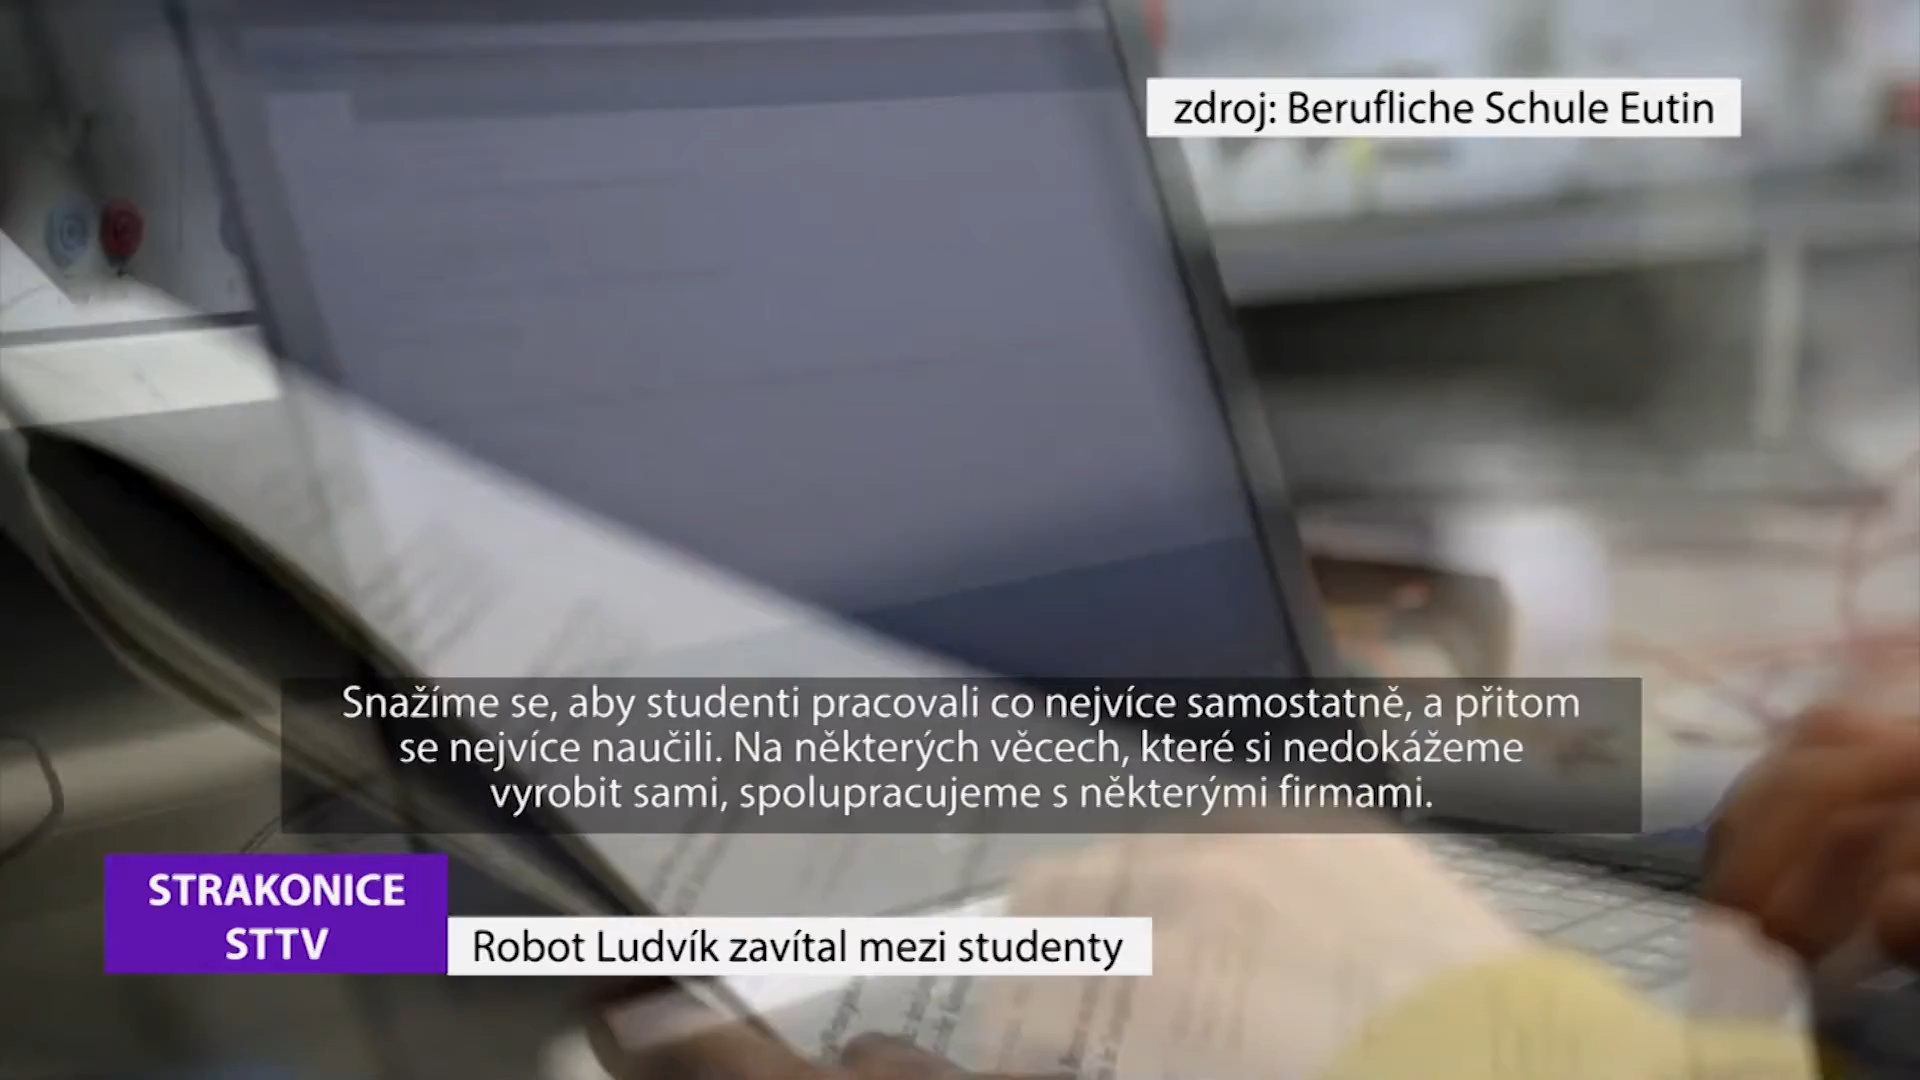 zdroj: Berufliche Schule Eutin
Snažíme se, aby studenti pracovali co nejvíce samostatně, a přitom
se nejvíce naučili. Na některých věcech, které si nedokážeme
vyrobit sami, spolupracujeme s některými firmami.
STRAKONICE
STTV
Robot Ludvík zavítal mezi studenty